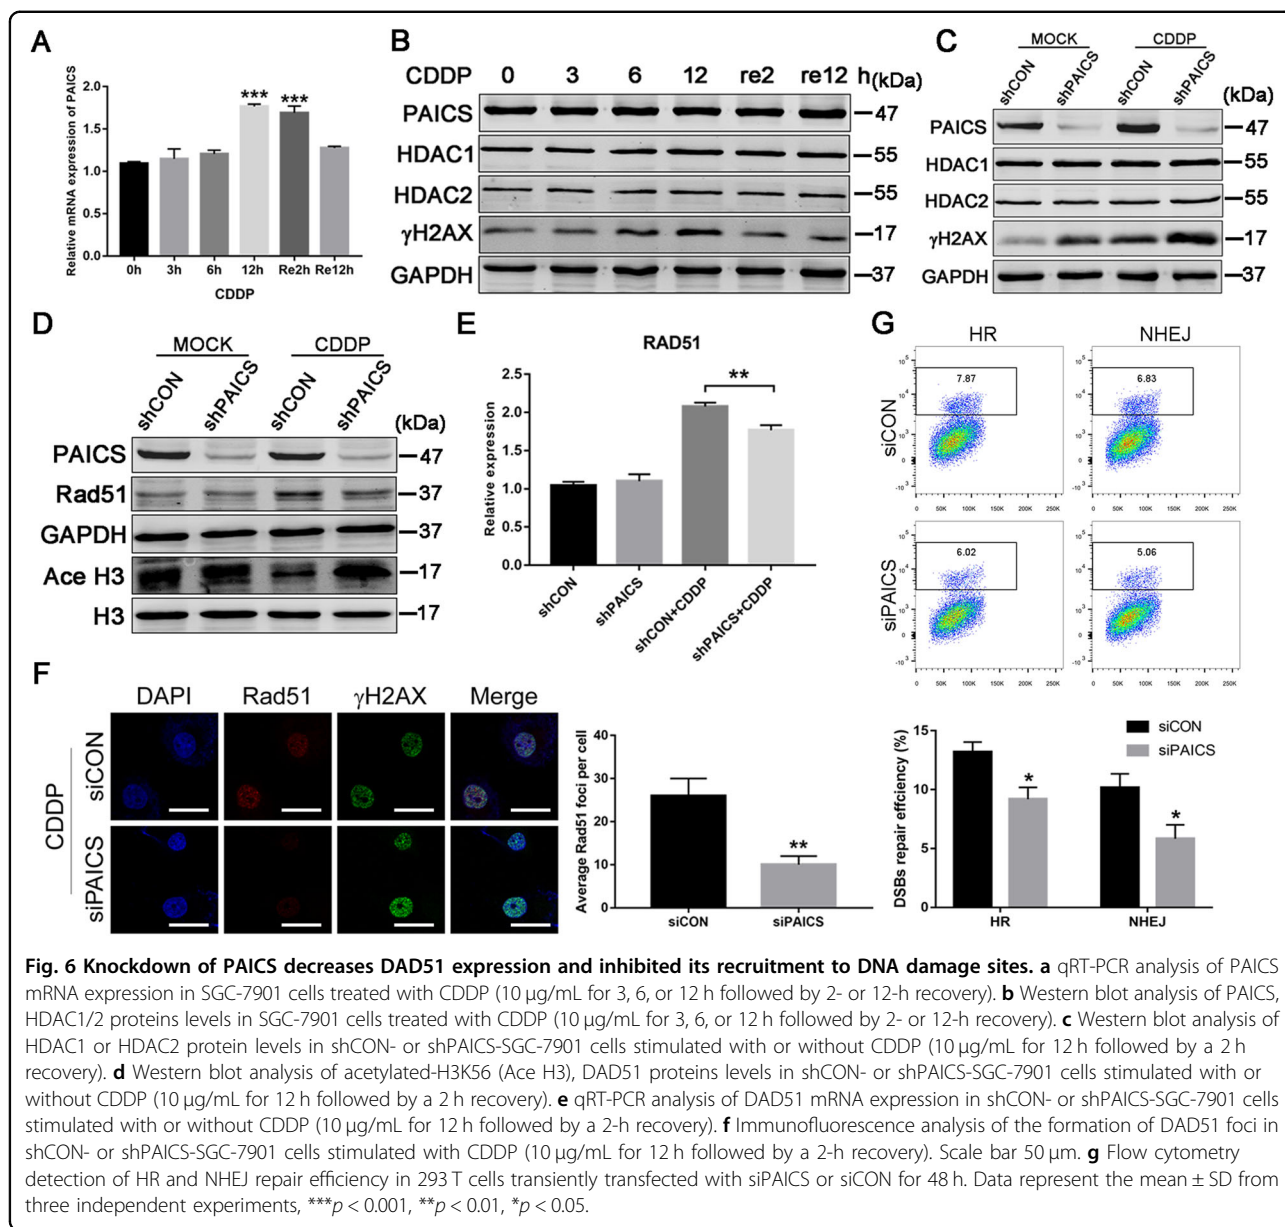 A
Relative mRNA expression of PAICS
2.0
1.5
1.0
0.5
0.0
*** ***
0h 3h 6h 12h Re2h Re12h
CDDP
B
CDDP 0 3 6 12 re2 re12 h(kDa)
PAICS 47
HDAC1 55
HDAC2 55
γH2AX 17
GAPDH 37
C
MOCK CDDP
shCON shPAICS shCON shPAICS (kDa)
PAICS 47
HDAC1 55
HDAC2 55
γH2AX 17
GAPDH 37
D
MOCK CDDP
shCON shPAICS shCON shPAICS (kDa)
PAICS 47
Rad51 37
GAPDH 37
Ace H3 17
H3 17
E
RAD51
Relative expression
2.5
2.0
1.5
1.0
0.5
0.0
**
shCON shPAICS shCON+CDDP shPAICS+CDDP
G
HR NHEJ
siCON
7.87 6.83
siPAICS
6.02 5.06
0 50K 100K 150K 200K 250K
DSBs repair effciency (%)
15
10
5
0
siCON
siPAICS
* *
HR NHEJ
F
DAPI Rad51 γH2AX Merge
CDDP
siCON
siPAICS
Average Rad51 foci per cell
40
30
20
10
0
**
siCON siPAICS
Fig. 6 Knockdown of PAICS decreases DAD51 expression and inhibited its recruitment to DNA damage sites. a qRT-PCR analysis of PAICS
mRNA expression in SGC-7901 cells treated with CDDP (10 µg/mL for 3, 6, or 12 h followed by 2- or 12-h recovery). b Western blot analysis of PAICS,
HDAC1/2 proteins levels in SGC-7901 cells treated with CDDP (10 µg/mL for 3, 6, or 12 h followed by 2- or 12-h recovery). c Western blot analysis of
HDAC1 or HDAC2 protein levels in shCON- or shPAICS-SGC-7901 cells stimulated with or without CDDP (10 µg/mL for 12 h followed by a 2 h
recovery). d Western blot analysis of acetylated-H3K56 (Ace H3), DAD51 proteins levels in shCON- or shPAICS-SGC-7901 cells stimulated with or
without CDDP (10 µg/mL for 12 h followed by a 2 h recovery). e qRT-PCR analysis of DAD51 mRNA expression in shCON- or shPAICS-SGC-7901 cells
stimulated with or without CDDP (10 µg/mL for 12 h followed by a 2-h recovery). f Immunofluorescence analysis of the formation of DAD51 foci in
shCON- or shPAICS-SGC-7901 cells stimulated with CDDP (10 µg/mL for 12 h followed by a 2-h recovery). Scale bar 50 µm. g Flow cytometry
detection of HR and NHEJ repair efficiency in 293 T cells transiently transfected with siPAICS or siCON for 48 h. Data represent the mean ± SD from
three independent experiments, ***p < 0.001, **p < 0.01, *p < 0.05.